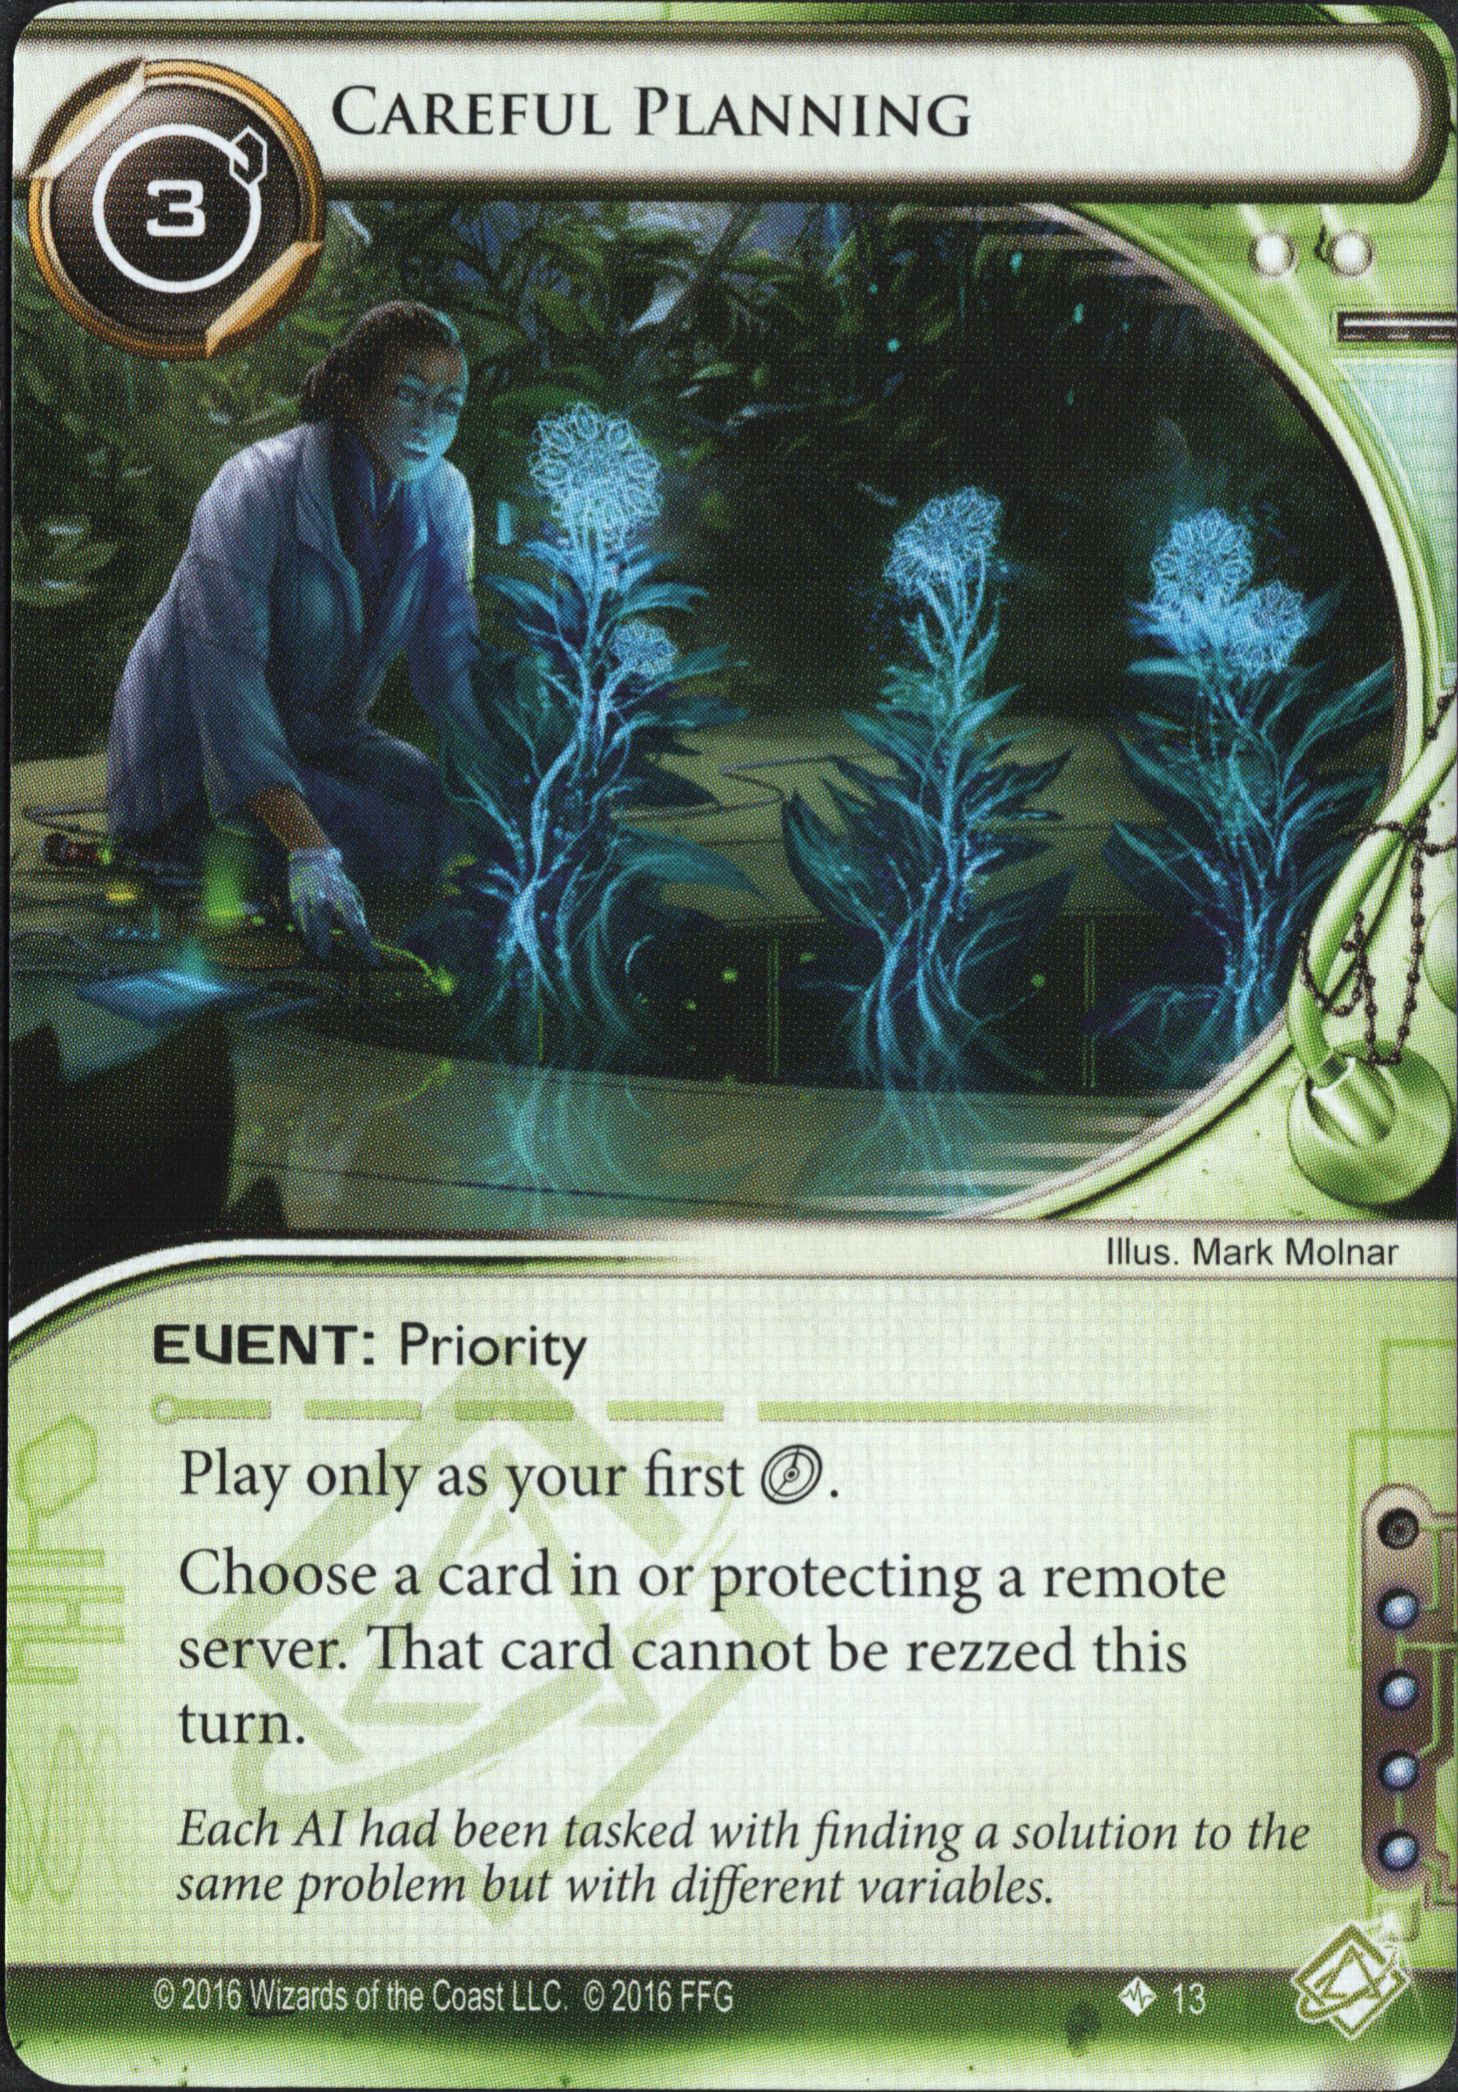 CAREFUL PLANNING
3
Illus. Mark Molnar
EVENT: Priority
Play only as your first .
Choose a card in or protecting a remote
server. That card cannot be rezzed this
turn.
Each AI had been tasked with finding a solution to the
same problem but with different variables.
© 2016 Wizards of the Coast LLC. © 2016 FFG
13